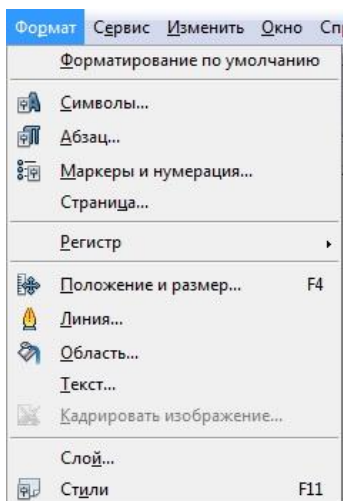 Формат Сервис Изменить Окно Сп
Форматирование по умолчанию
Символы...
Абзац...
Маркеры и нумерация...
Страница...
Регистр
Положение и размер... F4
Линия...
Область...
Текст...
Кадрировать изображение...
Слой...
Стили F11